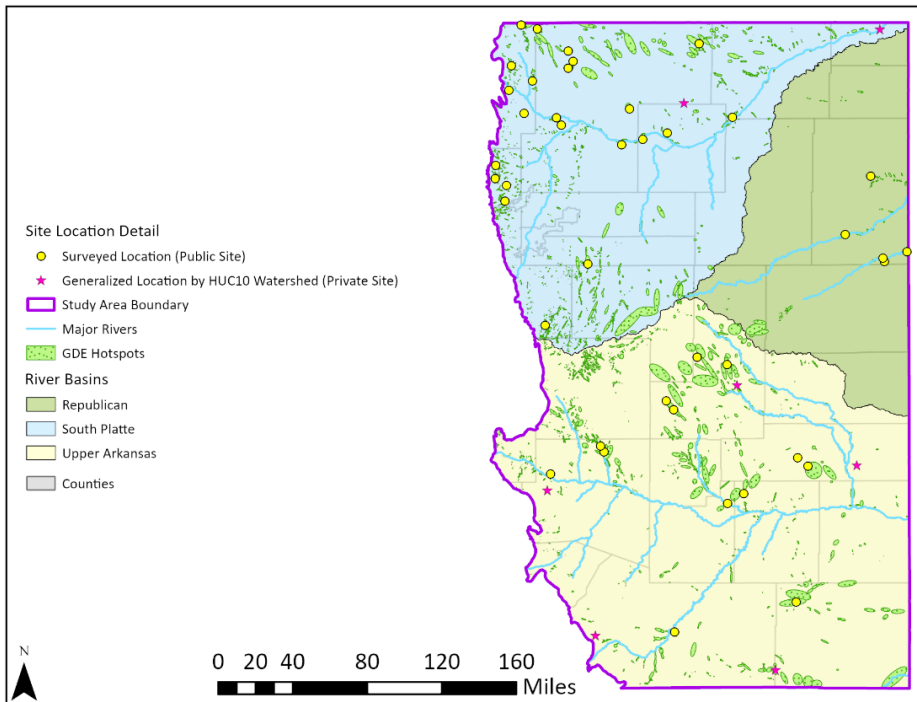 Site Location Detail
Surveyed Location (Public Site)
Generalized Location by HUC10 Watershed (Private Site)
Study Area Boundary
Major Rivers
GDE Hotspots
River Basins
Republican
South Platte
Upper Arkansas
Counties
N
0 20 40 80 120 160
Miles